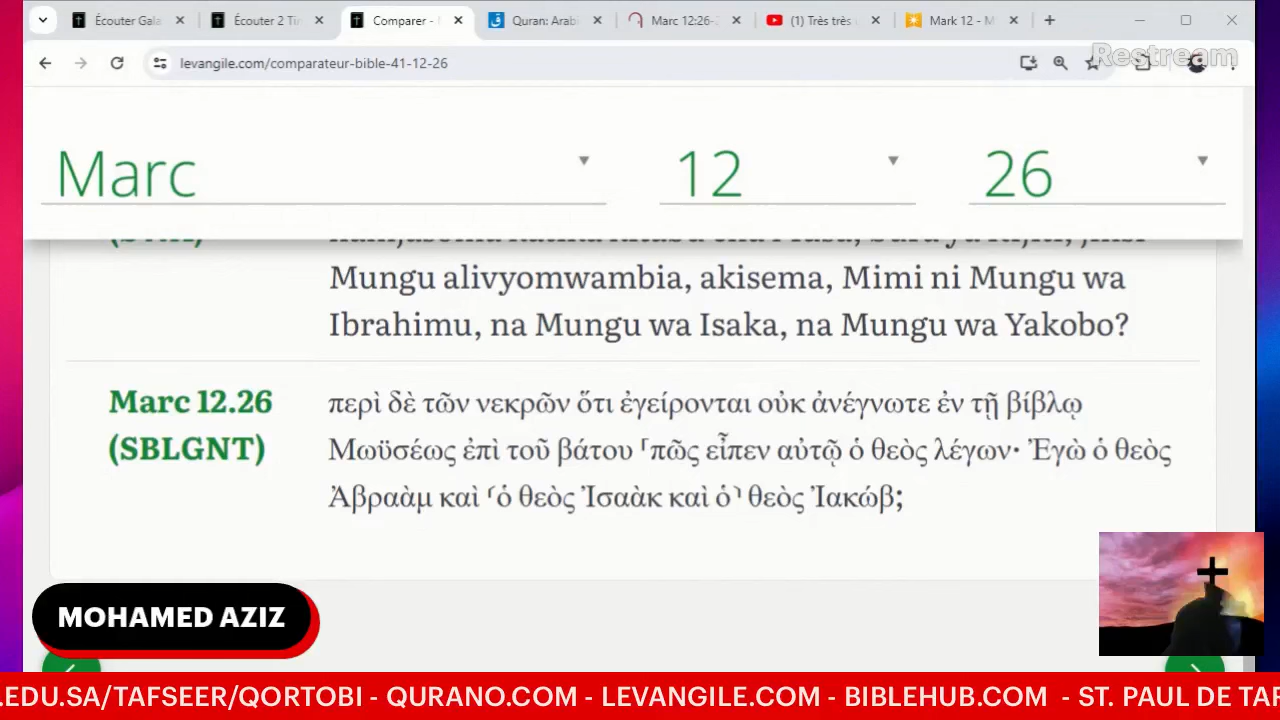 Écouter Gala
Écouter 2 Ti
Comparer -
Quran: Arab
Marc 12:26-
(1) Très très
Mark 12 - M
levangile.com/comparateur-bible-41-12-26
Restream
Marc
12
26
Mungu alivyomwambia, akisema, Mimi ni Mungu wa
Ibrahimu, na Mungu wa Isaka, na Mungu wa Yakobo?
Marc 12.26
(SBLGNT)
περὶ δὲ τῶν νεκρῶν ὅτι ἐγείρονται οὐκ ἀνέγνωτε ἐν τῇ βίβλῳ
Μωϋσέως ἐπὶ τοῦ βάτου ⸀πῶς εἶπεν αὐτῷ ὁ θεὸς λέγων· Ἐγὼ ὁ θεὸς
Ἀβραὰμ καὶ ⸂ὁ θεὸς Ἰσαὰκ καὶ ὁ⸃ θεὸς Ἰακώβ;
MOHAMED AZIZ
.EDU.SA/TAFSEER/QORTOBI - QURANO.COM - LEVANGILE.COM - BIBLEHUB.COM - ST. PAUL DE TAR